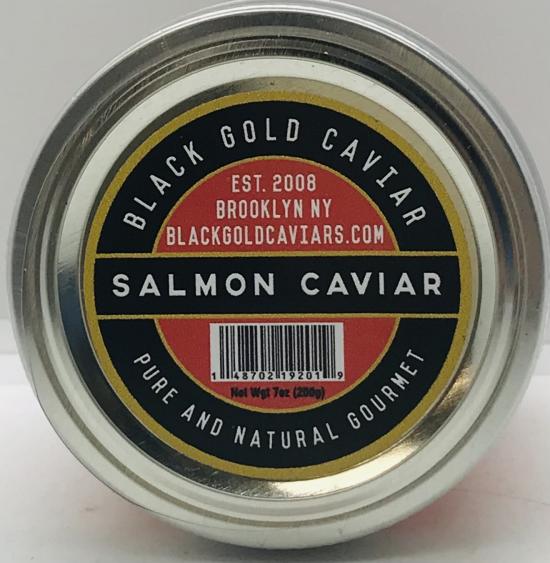 BLACK GOLD CAVIAR
EST. 2008
BROOKLYN NY
BLACKGOLDCAVIARS.COM
SALMON CAVIAR
1 48702 19201 9
Net Wgt 7oz (200g)
PURE AND NATURAL GOURMET